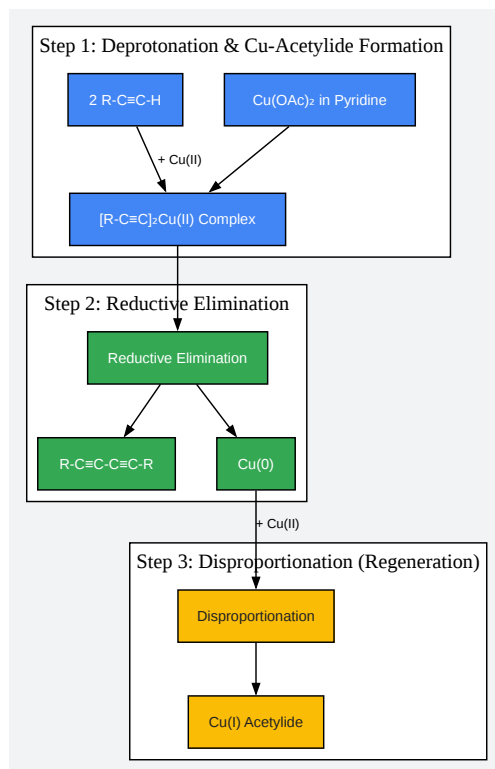 Step 1: Deprotonation & Cu-Acetylide Formation
2 R-C≡C-H
Cu(OAc)₂ in Pyridine
+ Cu(II)
[R-C≡C]₂Cu(II) Complex
Step 2: Reductive Elimination
Reductive Elimination
R-C≡C-C≡C-R
Cu(0)
+ Cu(II)
Step 3: Disproportionation (Regeneration)
Disproportionation
Cu(I) Acetylide